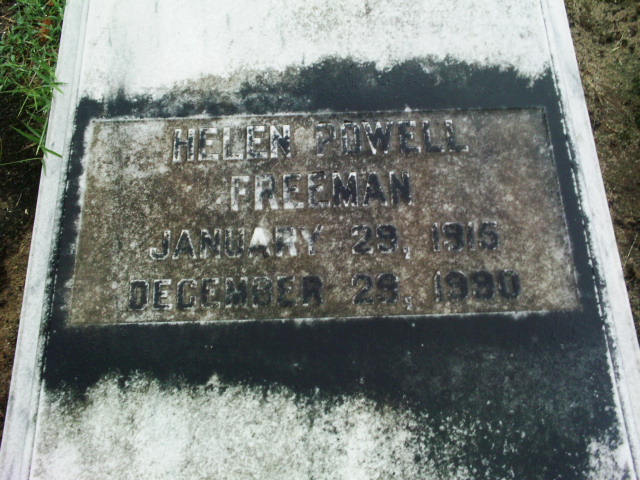 HELEN POWELL
FREEMAN
JANUARY 29, 1915
DECEMBER 29, 1990